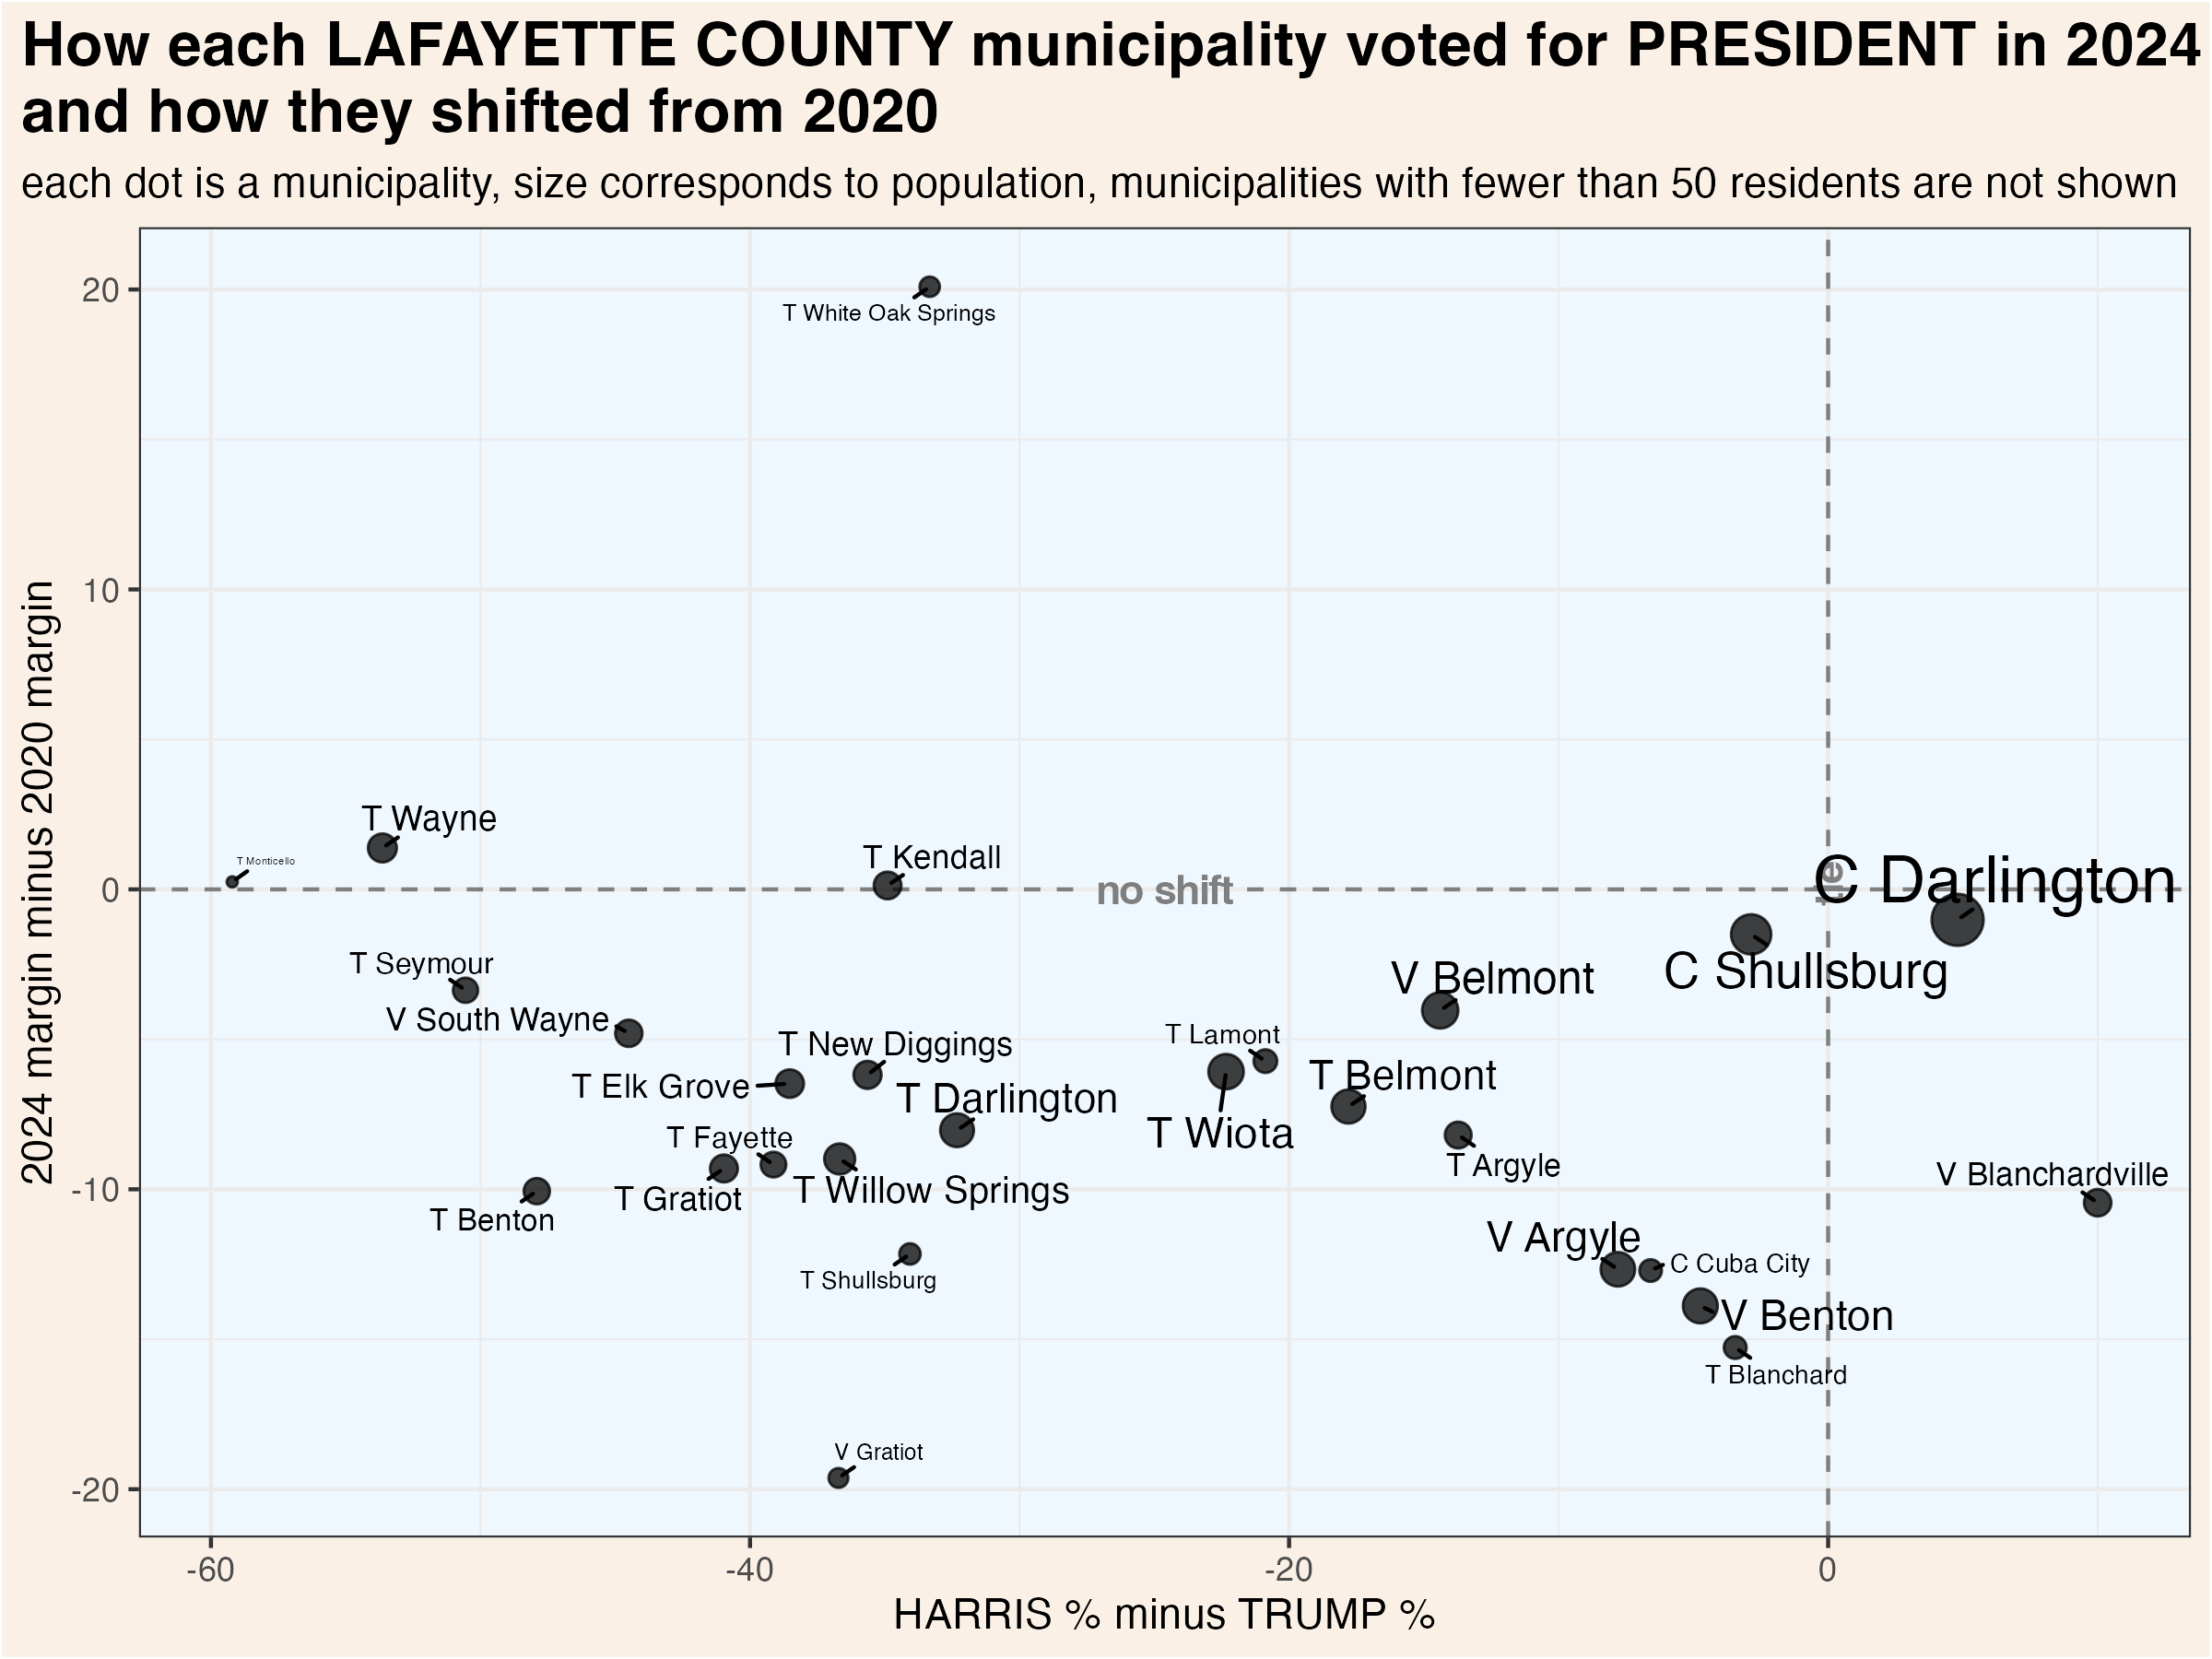 How each LAFAYETTE COUNTY municipality voted for PRESIDENT in 2024
and how they shifted from 2020
each dot is a municipality, size corresponds to population, municipalities with fewer than 50 residents are not shown
2024 margin minus 2020 margin
20
10
0
-10
-20
T White Oak Springs
T Wayne
T Monticello
T Kendall
no shift
C Darlington
C Shullsburg
T Seymour
V South Wayne
V Belmont
T Lamont
T New Diggings
T Elk Grove
T Belmont
T Darlington
T Wiota
T Fayette
T Argyle
V Blanchardville
T Gratiot
T Willow Springs
T Benton
V Argyle
C Cuba City
T Shullsburg
V Benton
T Blanchard
V Gratiot
-60
-40
-20
0
HARRIS % minus TRUMP %